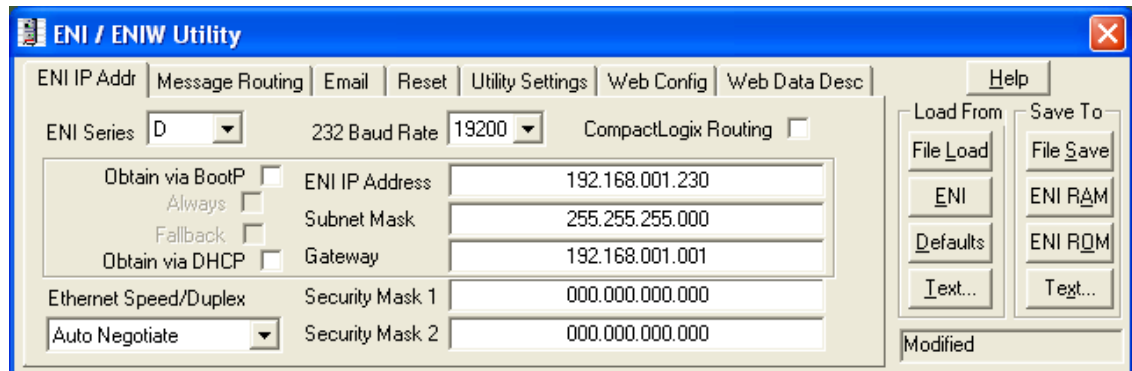 ENI / ENIW Utility
ENI IP Addr Message Routing Email Reset Utility Settings Web Config Web Data Desc
Help
ENI Series D 232 Baud Rate 19200 CompactLogix Routing
Obtain via BootP
Always
Fallback
Obtain via DHCP
ENI IP Address 192.168.001.230
Subnet Mask 255.255.255.000
Gateway 192.168.001.001
Ethernet Speed/Duplex
Auto Negotiate
Security Mask 1 000.000.000.000
Security Mask 2 000.000.000.000
Load From
File Load
ENI
Defaults
Text...
Save To
File Save
ENI RAM
ENI ROM
Text...
Modified